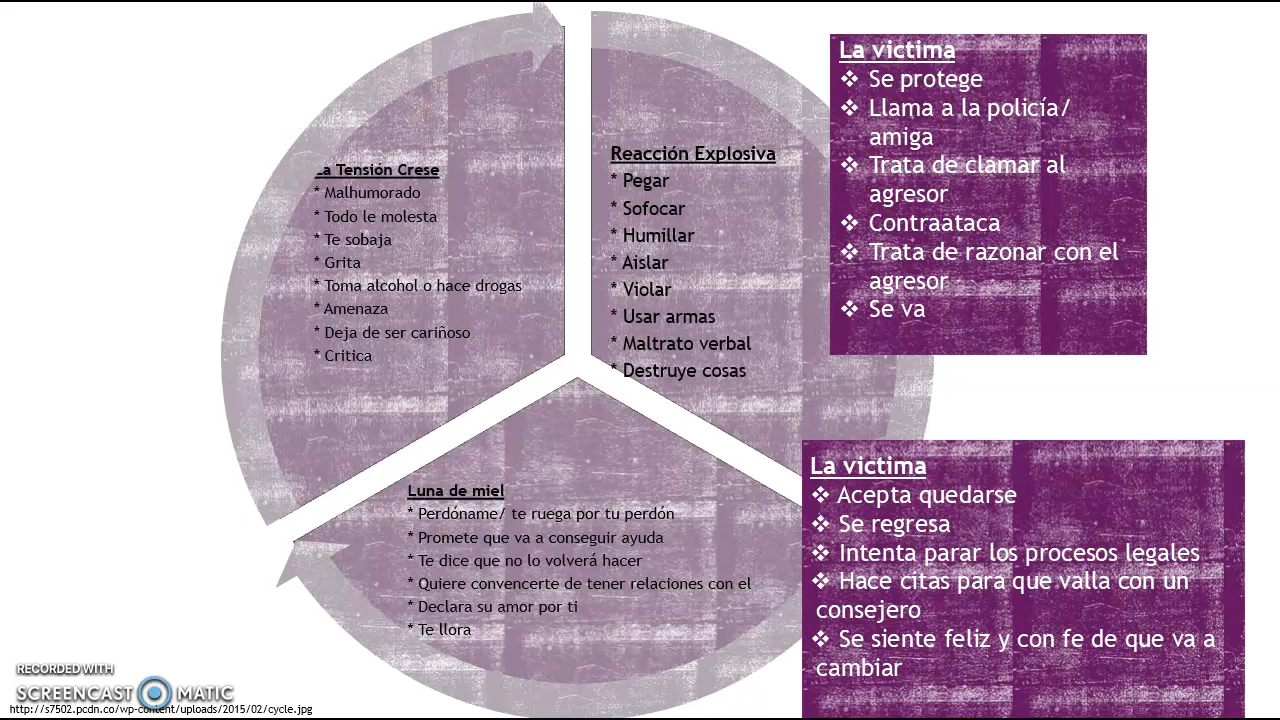 La Tensión Crese
* Malhumorado
* Todo le molesta
* Te sobaja
* Grita
* Toma alcohol o hace drogas
* Amenaza
* Deja de ser cariñoso
* Critica
Reacción Explosiva
* Pegar
* Sofocar
* Humillar
* Aislar
* Violar
* Usar armas
* Maltrato verbal
* Destruye cosas
La victima
❖ Se protege
❖ Llama a la policía/
amiga
❖ Trata de clamar al
agresor
❖ Contraataca
❖ Trata de razonar con el
agresor
❖ Se va
Luna de miel
* Perdóname/ te ruega por tu perdón
* Promete que va a conseguir ayuda
* Te dice que no lo volverá hacer
* Quiere convencerte de tener relaciones con el
* Declara su amor por ti
* Te llora
La victima
❖ Acepta quedarse
❖ Se regresa
❖ Intenta parar los procesos legales
❖ Hace citas para que valla con un
consejero
❖ Se siente feliz y con fe de que va a
cambiar
RECORDED WITH
SCREENCAST MATIC
http://s7502.pcdn.co/wp-content/uploads/2015/02/cycle.jpg